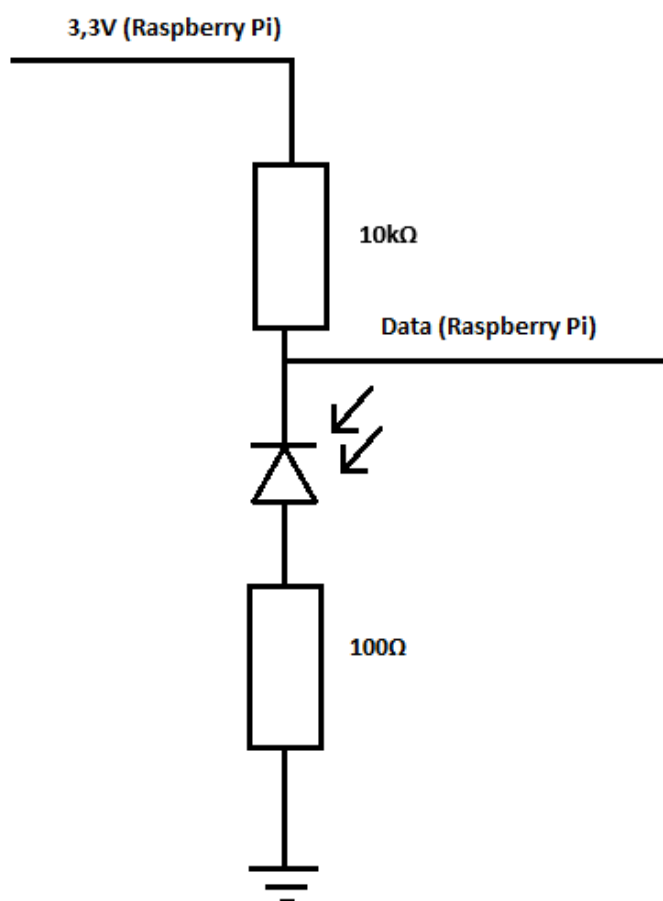 3,3V (Raspberry Pi)
10kΩ
Data (Raspberry Pi)
100Ω